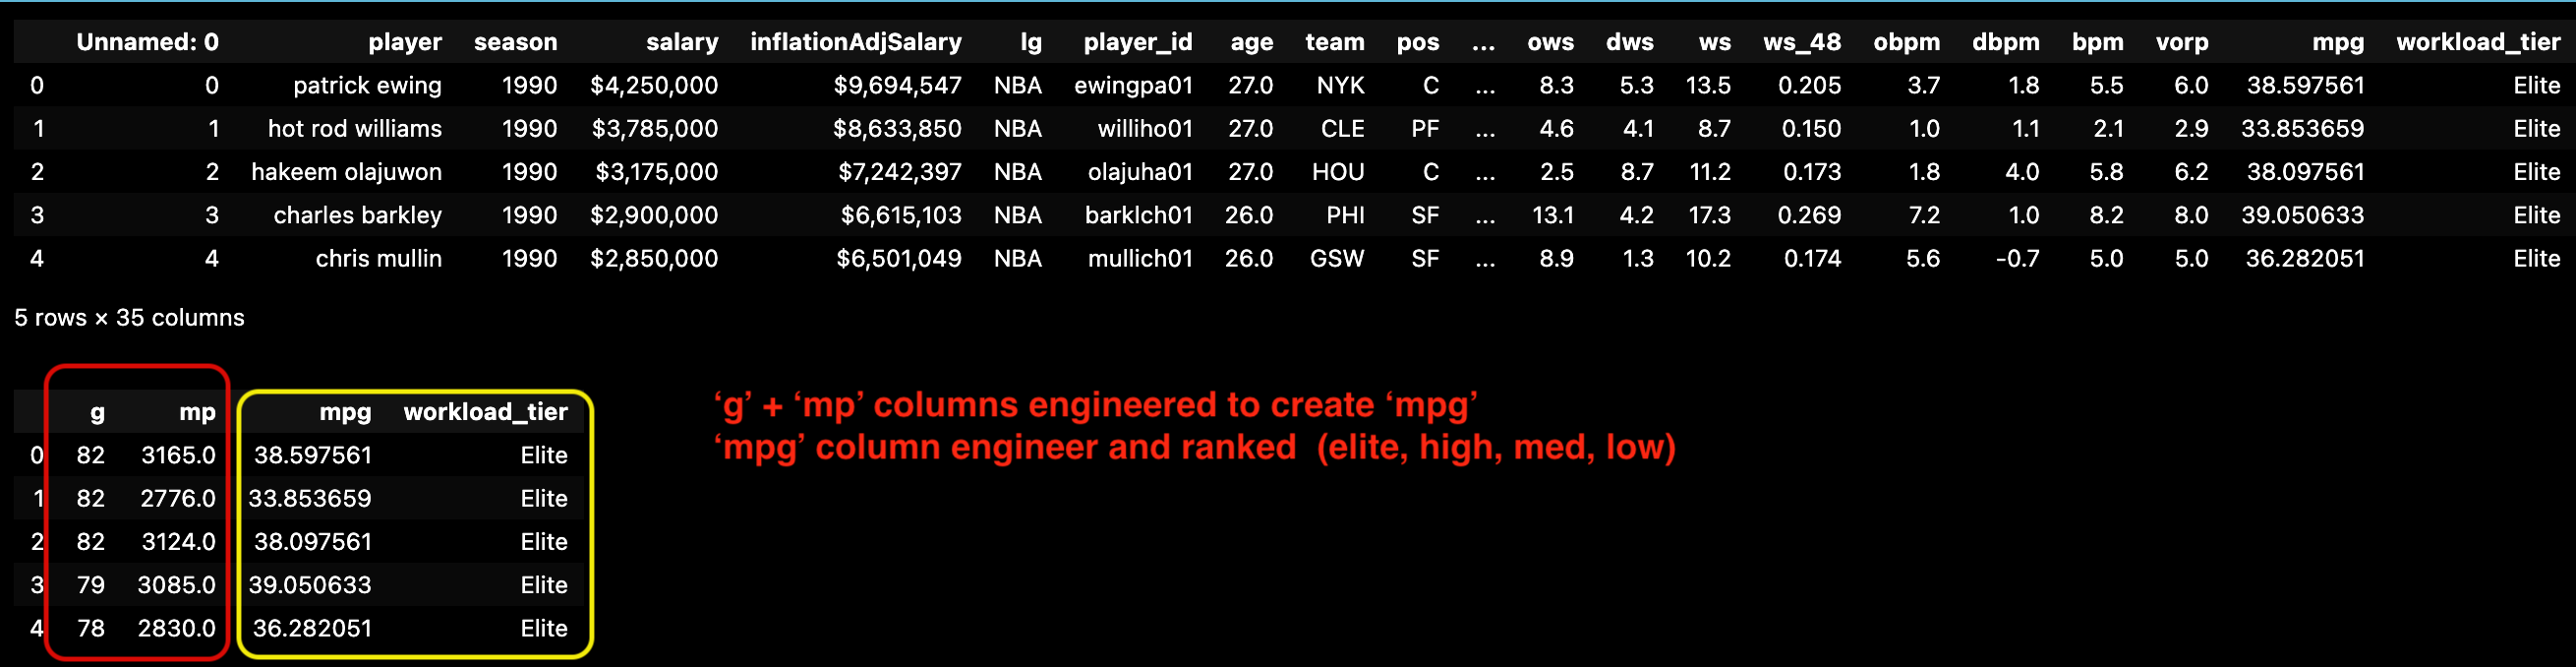 Unnamed: 0 player season salary inflationAdjSalary lg player_id age team pos ... ows dws ws ws_48 obpm dbpm bpm vorp mpg workload_tier
0 0 patrick ewing 1990 $4,250,000 $9,694,547 NBA ewingpa01 27.0 NYK C ... 8.3 5.3 13.5 0.205 3.7 1.8 5.5 6.0 38.597561 Elite
1 1 hot rod williams 1990 $3,785,000 $8,633,850 NBA williho01 27.0 CLE PF ... 4.6 4.1 8.7 0.150 1.0 1.1 2.1 2.9 33.853659 Elite
2 2 hakeem olajuwon 1990 $3,175,000 $7,242,397 NBA olajuha01 27.0 HOU C ... 2.5 8.7 11.2 0.173 1.8 4.0 5.8 6.2 38.097561 Elite
3 3 charles barkley 1990 $2,900,000 $6,615,103 NBA barklch01 26.0 PHI SF ... 13.1 4.2 17.3 0.269 7.2 1.0 8.2 8.0 39.050633 Elite
4 4 chris mullin 1990 $2,850,000 $6,501,049 NBA mullich01 26.0 GSW SF ... 8.9 1.3 10.2 0.174 5.6 -0.7 5.0 5.0 36.282051 Elite
5 rows × 35 columns
g mp mpg workload_tier
0 82 3165.0 38.597561 Elite
1 82 2776.0 33.853659 Elite
2 82 3124.0 38.097561 Elite
3 79 3085.0 39.050633 Elite
4 78 2830.0 36.282051 Elite
‘g’ + ‘mp’ columns engineered to create ‘mpg’
‘mpg’ column engineer and ranked (elite, high, med, low)